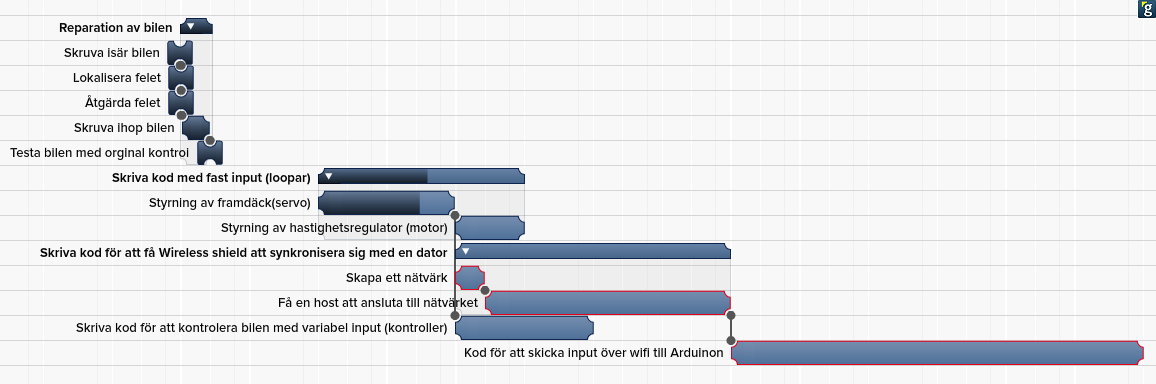 g
Reparation av bilen
Skruva isär bilen
Lokalisera felet
Åtgärda felet
Skruva ihop bilen
Testa bilen med orginal kontrol
Skriva kod med fast input (loopar)
Styrning av framdäck(servo)
Styrning av hastighetsregulator (motor)
Skriva kod för att få Wireless shield att synkronisera sig med en dator
Skapa ett nätvärk
Få en host att ansluta till nätvärket
Skriva kod för att kontrolera bilen med variabel input (kontroller)
Kod för att skicka input över wifi till Arduinon